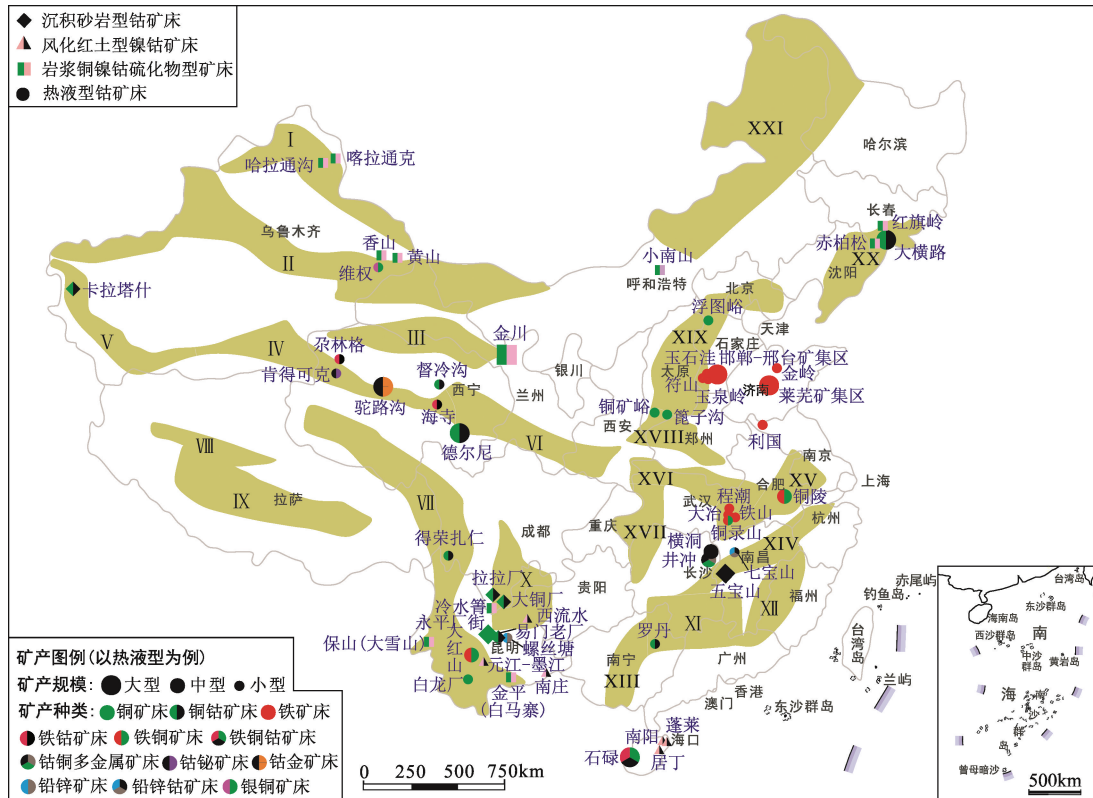 沉积砂岩型钴矿床
风化红土型镍钴矿床
岩浆铜镍钴硫化物型矿床
热液型钴矿床
XXI
哈尔滨
I
哈拉通沟
喀拉通克
长春
红旗岭
赤柏松
大横路
XX
沈阳
乌鲁木齐
香山
黄山
II
维权
小南山
呼和浩特
卡拉塔什
北京
浮图峪
天津
XIX
石家庄
V
IV
III
金川
尕林格
肯得可克
督冷沟
西宁
银川
兰州
驼路沟
海寺
德尔尼
VI
玉石洼
邯郸-邢台矿集区
太原
符山
玉泉岭
金岭
济南
莱芜矿集区
铜矿峪
篦子沟
西安
XVIII
郑州
利国
VIII
IX
拉萨
VII
南京
XVI
合肥
XV
上海
铜陵
武汉
程潮
大冶
铁山
铜录山
杭州
成都
重庆
XVII
横洞
井冲
南昌
XIV
长沙
七宝山
五宝山
得荣扎仁
拉拉厂
X
贵阳
大铜厂
冷水箐
西流水
永平厂街
福州
XII
XI
钓鱼岛
赤尾屿
台湾岛
保山(大雪山)
大红山
昆明
易门老厂
螺丝塘
元江-墨江
罗丹
南宁
广州
白龙厂
金平
(白马寨)
南庄
XIII
香港
澳门
东沙群岛
兰屿
蓬莱
南阳
海口
石碌
居丁
矿产图例(以热液型为例)
矿产规模: 大型 中型 小型
矿产种类: 铜矿床 铜钴矿床 铁矿床
铁钴矿床 铁铜矿床 铁铜钴矿床
钴铜多金属矿床 钴铋矿床 钴金矿床
铅锌矿床 铅锌钴矿床 银铜矿床
0 250 500 750km
台湾岛
东沙群岛
海南岛
西沙群岛
南
中沙群岛
黄岩岛
海
南沙群岛
曾母暗沙
500km